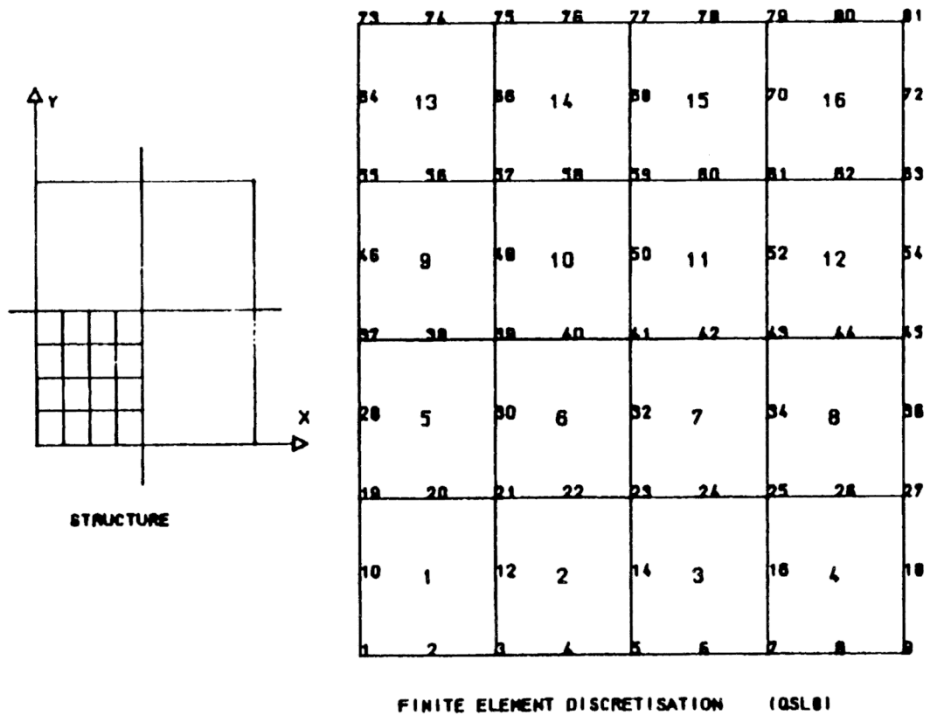 73 74 75 76 77 78 79 80 81
Y
64 13 66 14 68 15 70 16 72
55 56 57 58 59 60 61 62 63
46 9 48 10 50 11 52 12 54
37 38 39 40 41 42 43 44 45
X
28 5 30 6 32 7 34 8 36
19 20 21 22 23 24 25 26 27
STRUCTURE
10 1 12 2 14 3 16 4 18
1 2 3 4 5 6 7 8 9
FINITE ELEMENT DISCRETISATION (QSL8)